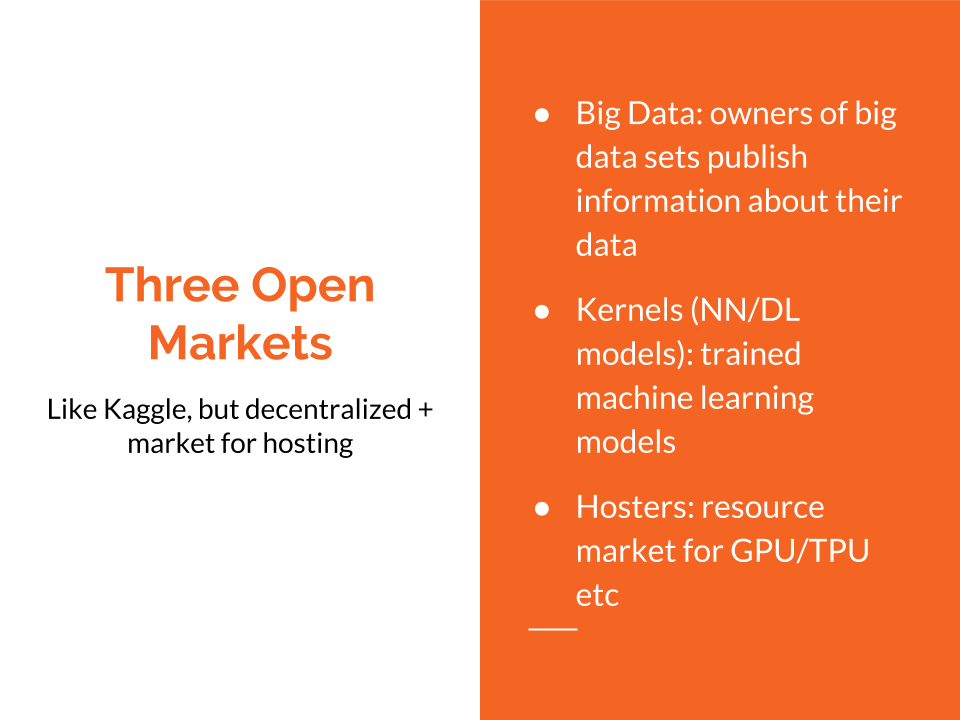 Three Open
Markets
Like Kaggle, but decentralized +
market for hosting
● Big Data: owners of big
data sets publish
information about their
data
● Kernels (NN/DL
models): trained
machine learning
models
● Hosters: resource
market for GPU/TPU
etc